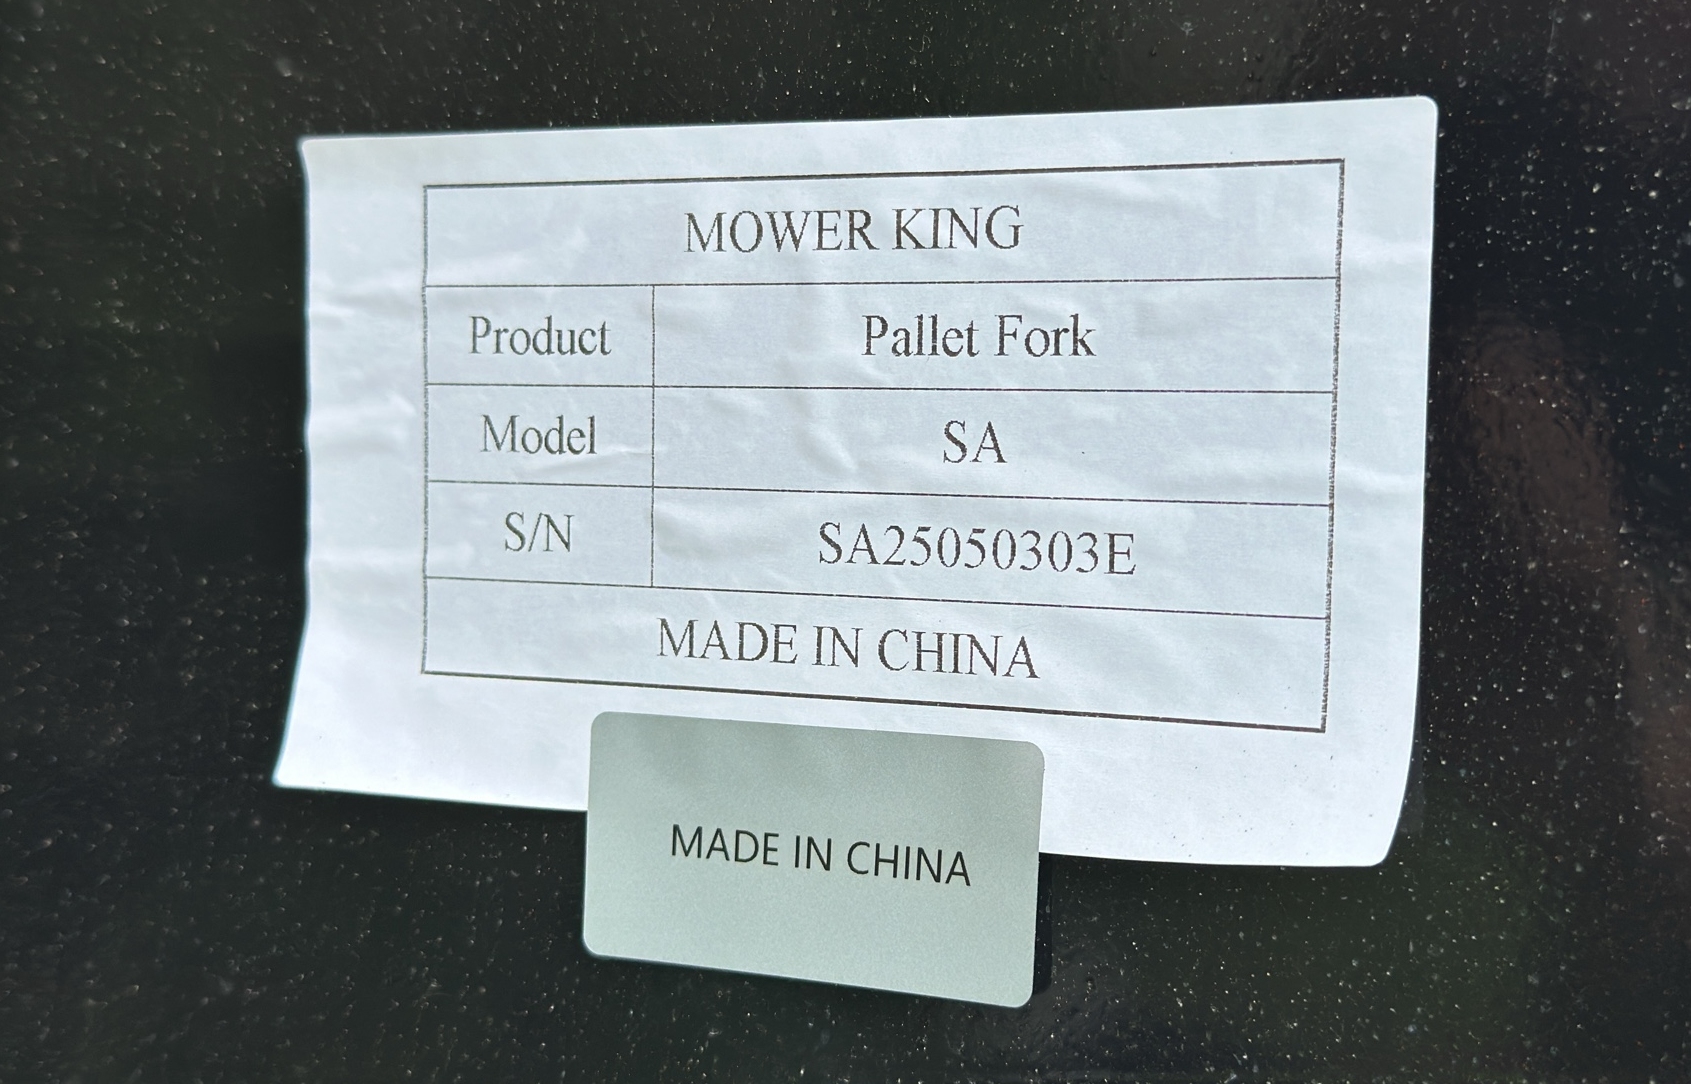 MOWER KING
Product Pallet Fork
Model SA
S/N SA25050303E
MADE IN CHINA
MADE IN CHINA